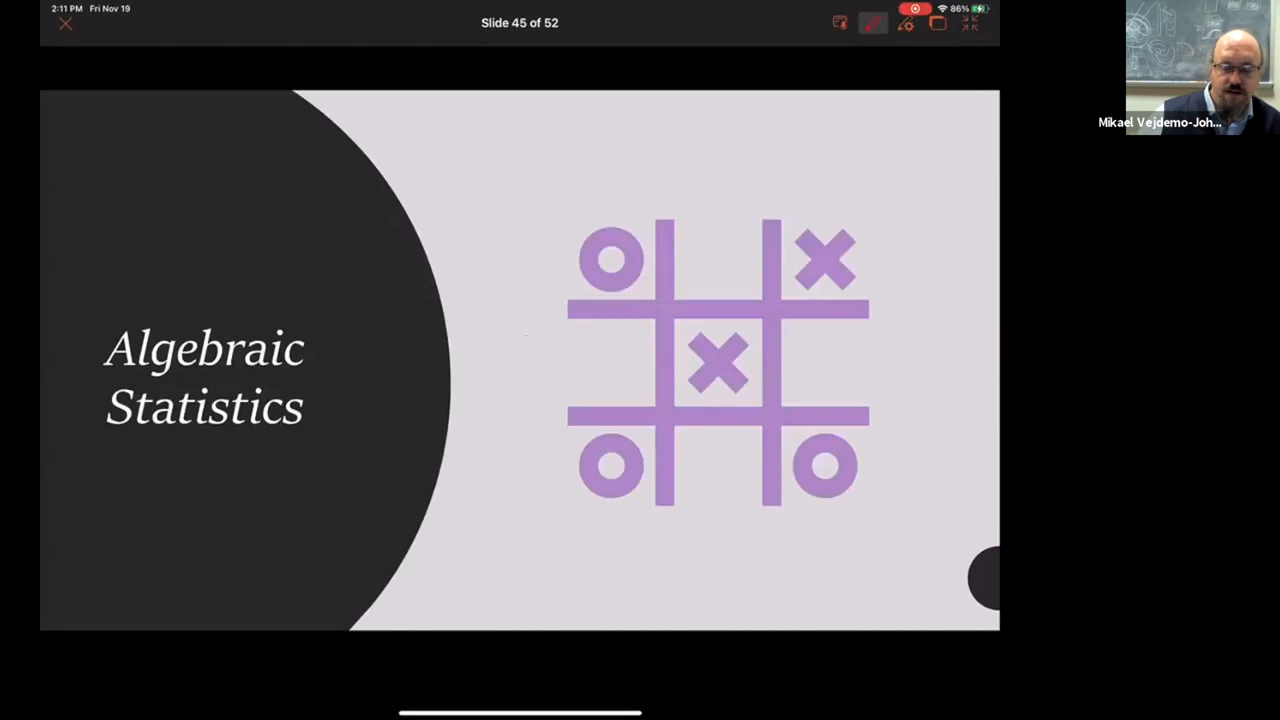 2:11 PM Fri Nov 19
86%
Slide 45 of 52
Mikael Vejdemo-Joh...
Algebraic
Statistics